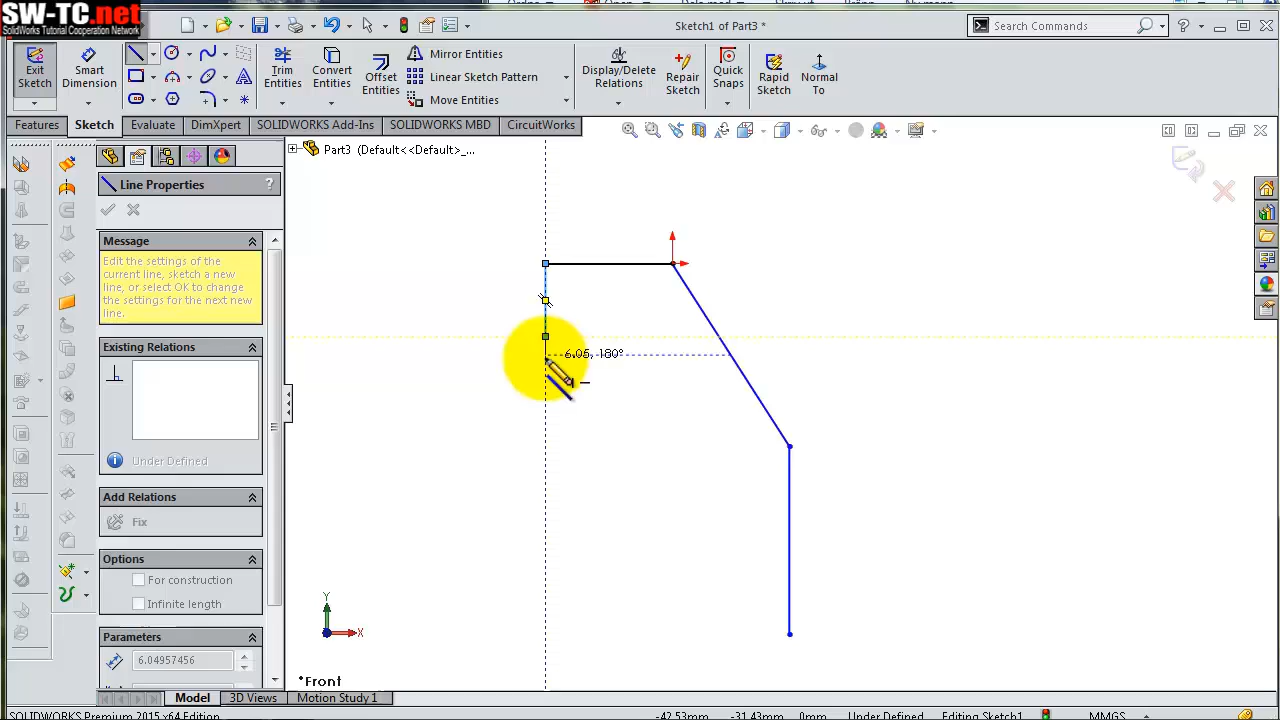 SW-TC.net
SolidWorks Tutorial Cooperation Network
Sketch of Part3
Search Commands
Exit Sketch
Smart Dimension
Trim Entities
Convert Entities
Offset Entities
Mirror Entities
Linear Sketch Pattern
Move Entities
Display/Delete Relations
Repair Sketch
Quick Snaps
Rapid Sketch
Normal To
Features
Sketch
Evaluate
DimXpert
SOLIDWORKS Add-Ins
SOLIDWORKS MBD
CircuitWorks
Part3 (Default<<Default>_...
Line Properties
?
Message
Edit the settings of the
current line, sketch a new
line, or select OK to change
the settings for the next new
line.
Existing Relations
Under Defined
Add Relations
Fix
Options
For construction
Infinite length
Parameters
6.04957456
6.05, 180°
Y
X
*Front
Model
3D Views
Motion Study 1
SOLIDWORKS Premium 2015 x64 Edition
-42.53mm
-31.43mm
0mm
Under Defined
Editing Sketch1
MMGS